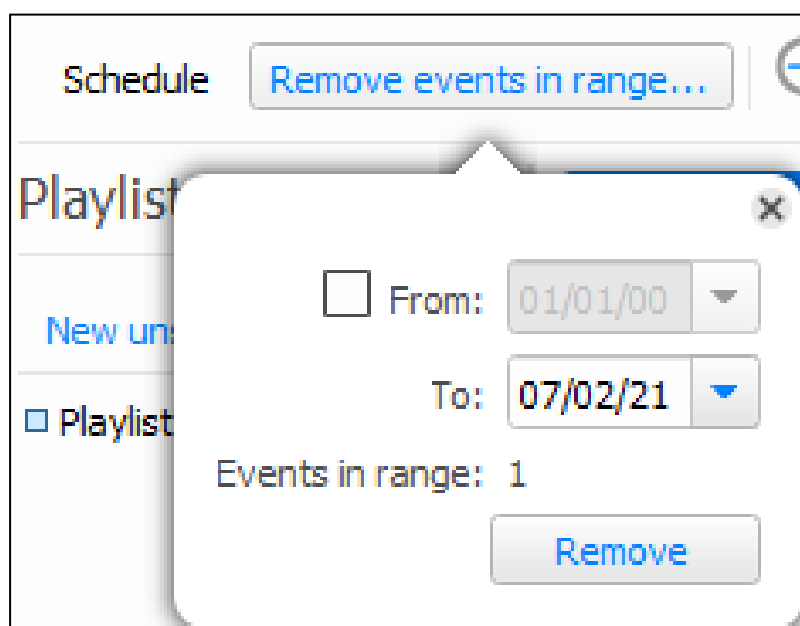 Schedule Remove events in range...
Playlist
From: 01/01/00
New uns
To: 07/02/21
Playlist
Events in range: 1
Remove